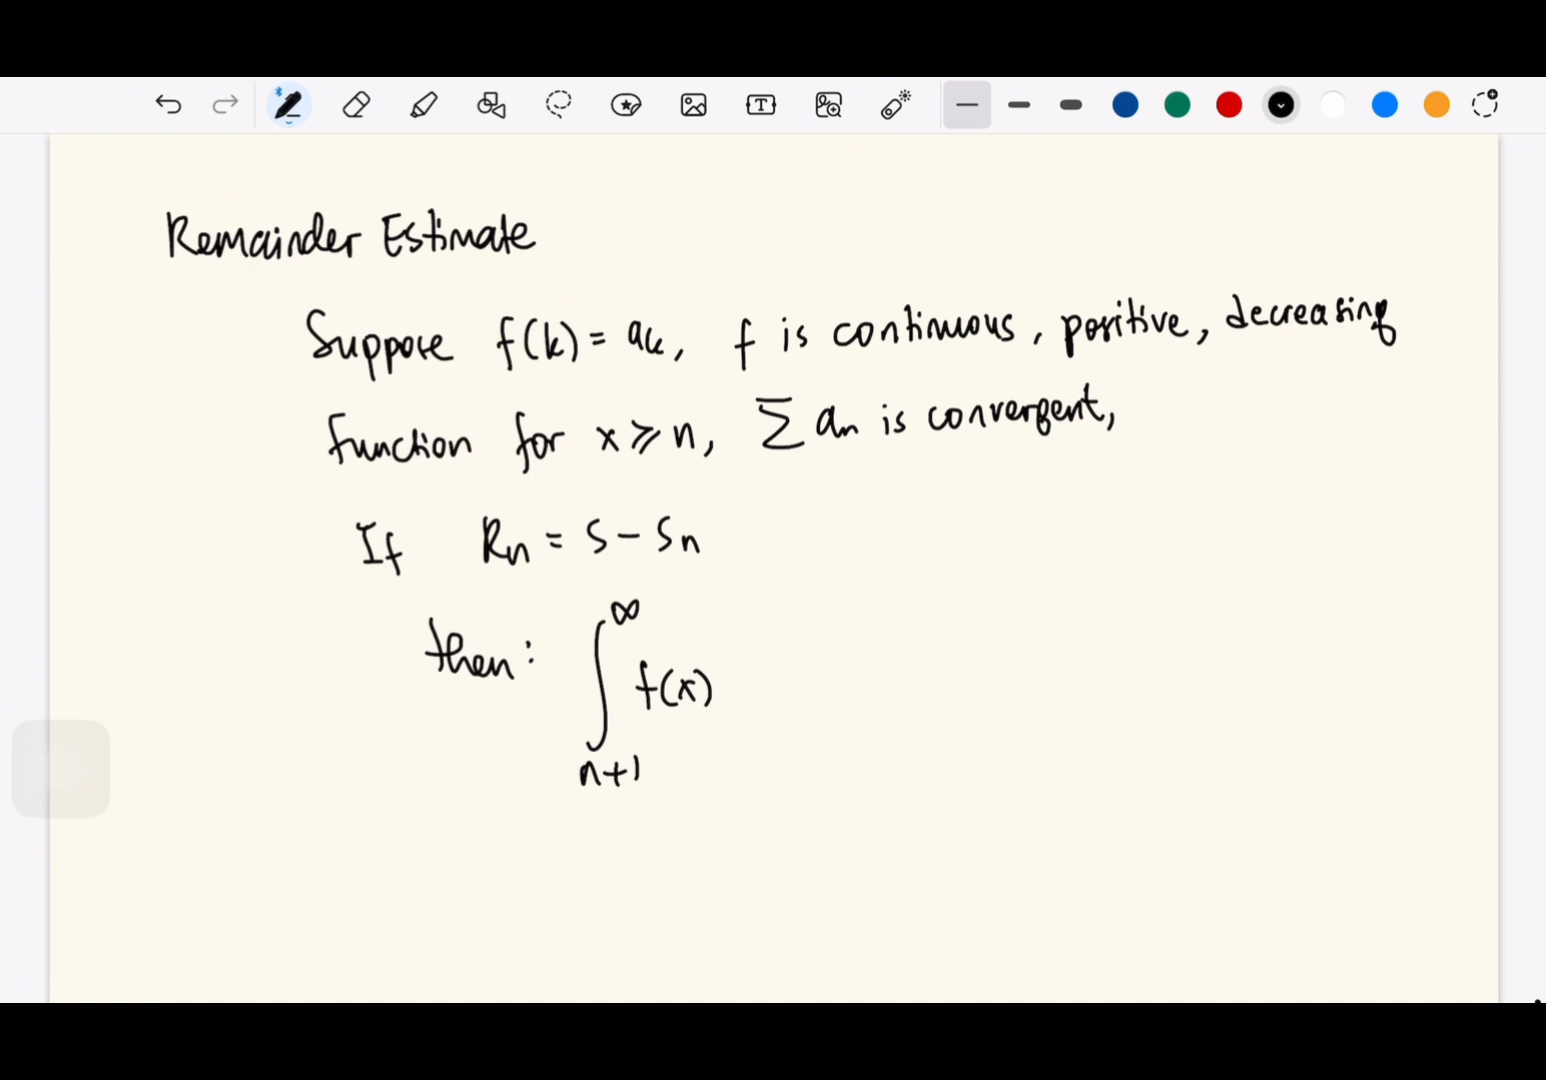 Remainder Estimate
Suppose f(k) = ak, f is continuous, positive, decreasing
function for x ≥ n, ∑ an is convergent,
If Rn = s - sn
then: ∫ n+1 ∞ f(x)